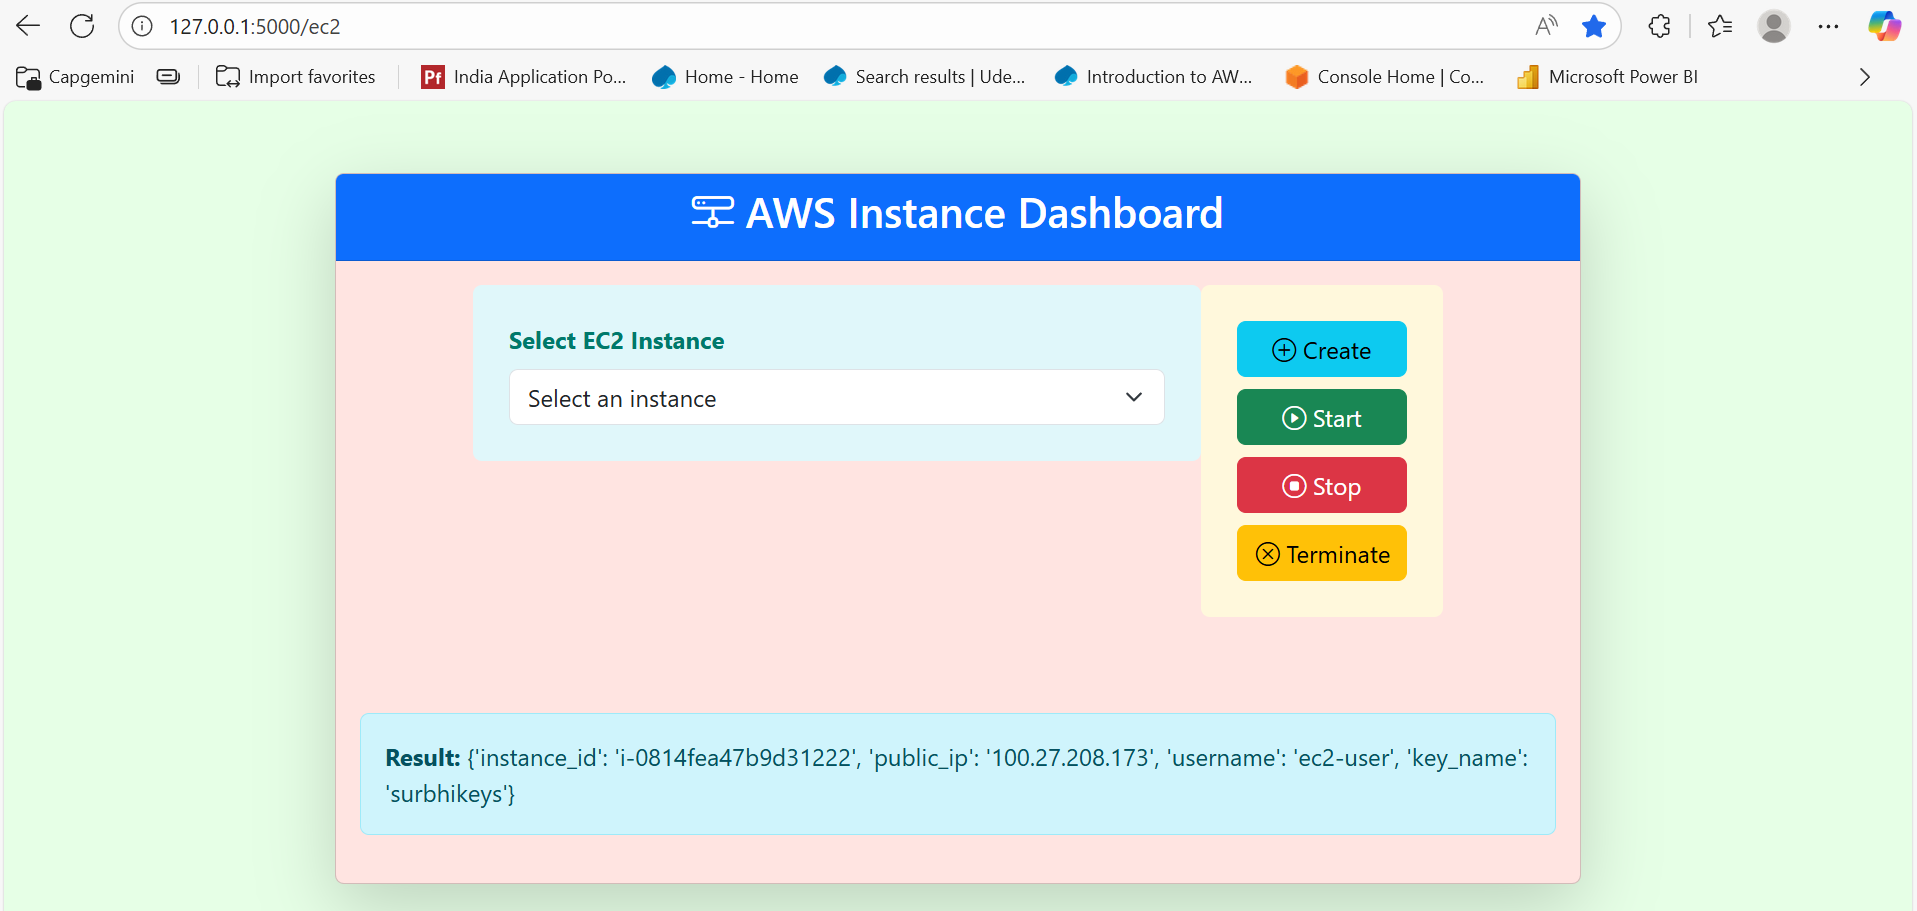 127.0.0.1:5000/ec2
Capgemini
Import favorites
Pf India Application Po...
Home - Home
Search results | Ude...
Introduction to AW...
Console Home | Co...
Microsoft Power BI
AWS Instance Dashboard
Select EC2 Instance
Select an instance
Create
Start
Stop
Terminate
Result: {'instance_id': 'i-0814fea47b9d31222', 'public_ip': '100.27.208.173', 'username': 'ec2-user', 'key_name':
'surbhikeys'}